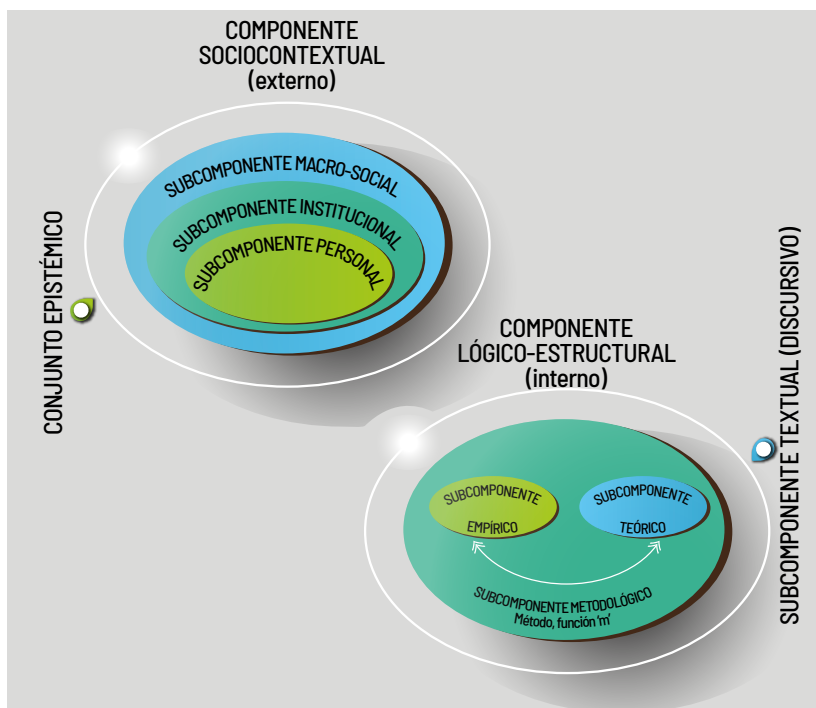 COMPONENTE
SOCIOCONTEXTUAL
(externo)
SUBCOMPONENTE MACRO-SOCIAL
SUBCOMPONENTE INSTITUCIONAL
SUBCOMPONENTE PERSONAL
CONJUNTO EPISTÉMICO
COMPONENTE
LÓGICO-ESTRUCTURAL
(interno)
SUBCOMPONENTE
EMPÍRICO
SUBCOMPONENTE
TEÓRICO
SUBCOMPONENTE METODOLÓGICO
Método, función 'm'
SUBCOMPONENTE TEXTUAL (DISCURSIVO)